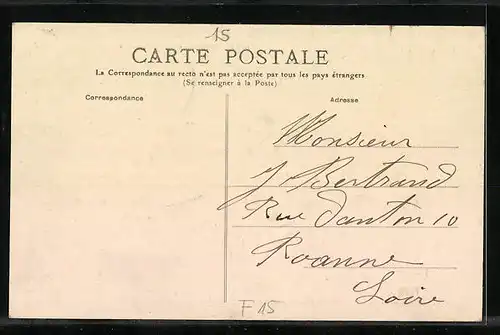 15
CARTE POSTALE
La Correspondance au recto n'est pas acceptée par tous les pays étrangers
(Se renseigner à la Poste)
Correspondance
Adresse
Monsieur
J. Bertrand
Rue Danton 10
Roanne
Loire
F15